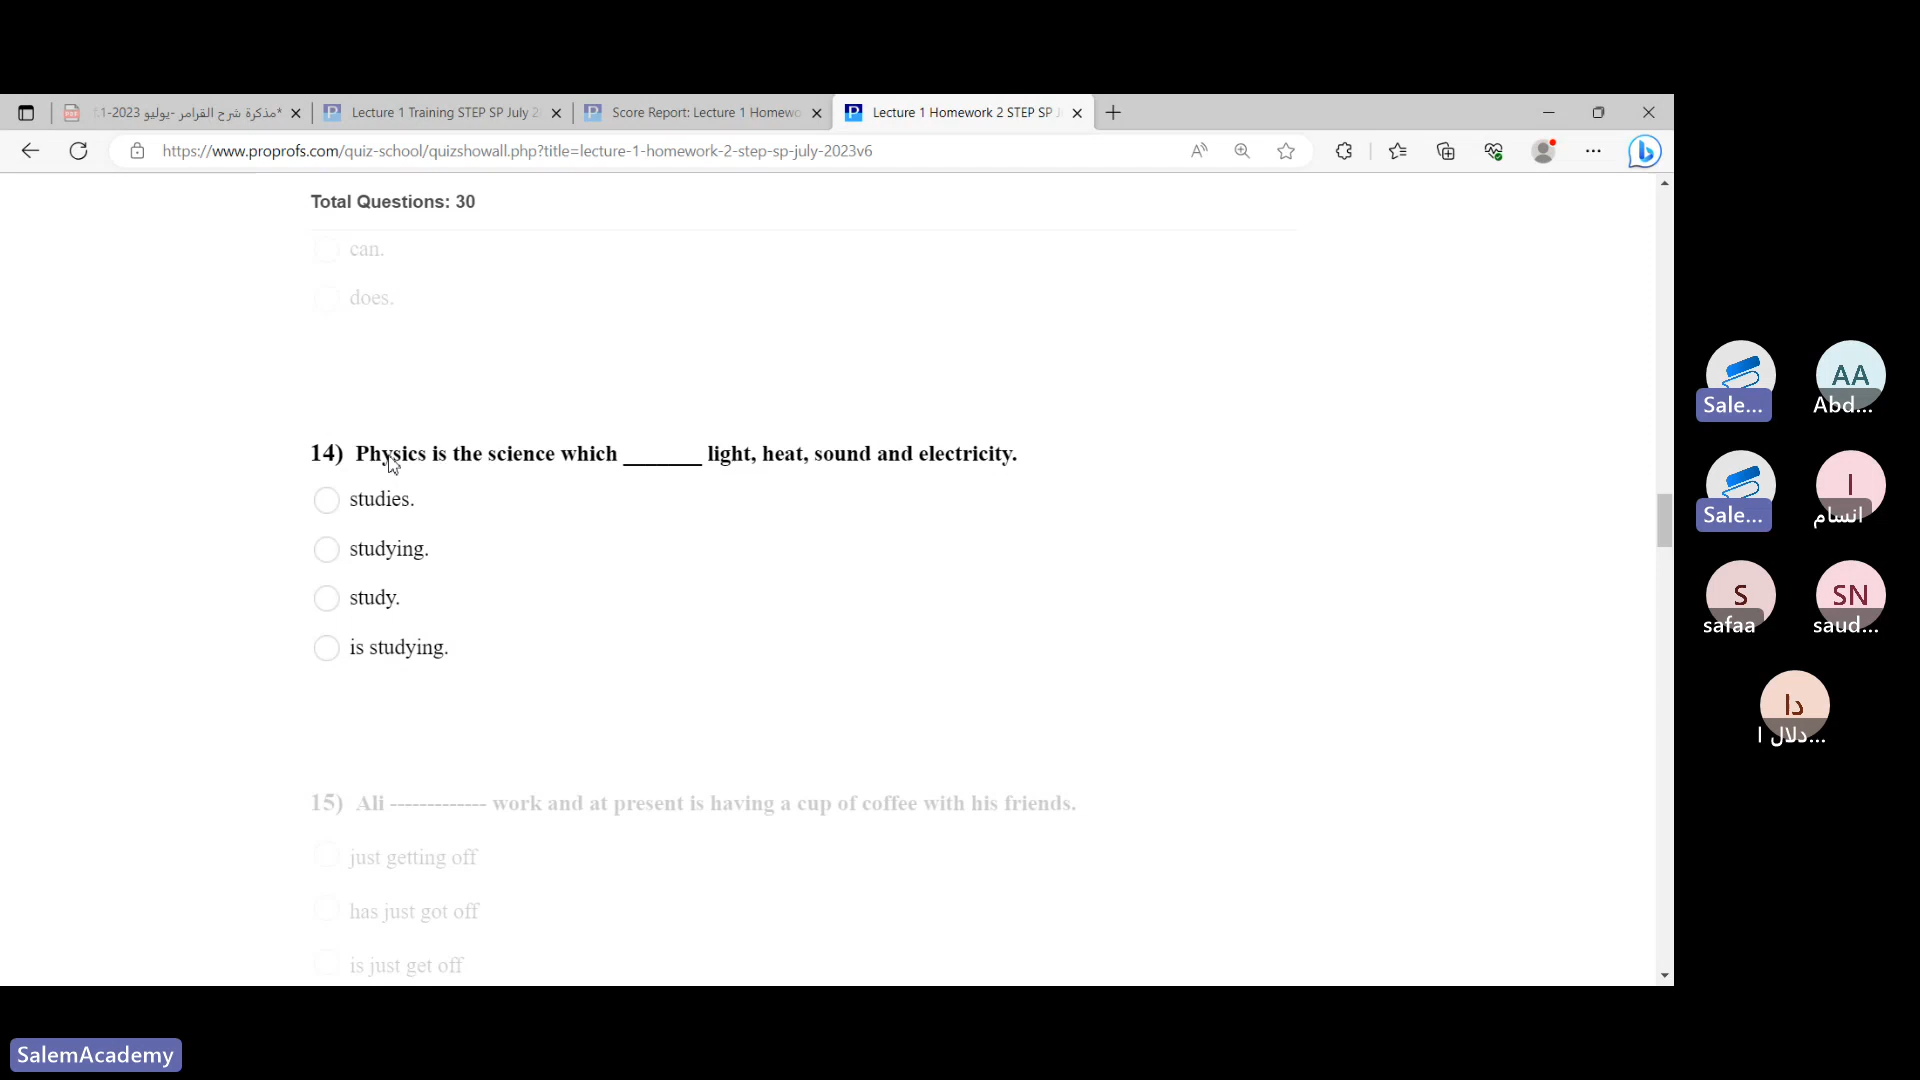 *مذكرة شرح القرامر -يوليو 2023-1
Lecture 1 Training STEP SP July 2
Score Report: Lecture 1 Homewo
Lecture 1 Homework 2 STEP SP J
https://www.proprofs.com/quiz-school/quizshowall.php?title=lecture-1-homework-2-step-sp-july-2023v6
Total Questions: 30
can.
does.
14) Physics is the science which _______ light, heat, sound and electricity.
studies.
studying.
study.
is studying.
15) Ali ------------- work and at present is having a cup of coffee with his friends.
just getting off
has just got off
is just get off
Sale...
AA
Abd...
Sale...
ا
انسام
S
safaa
SN
saud...
دا
دلال ا...
SalemAcademy